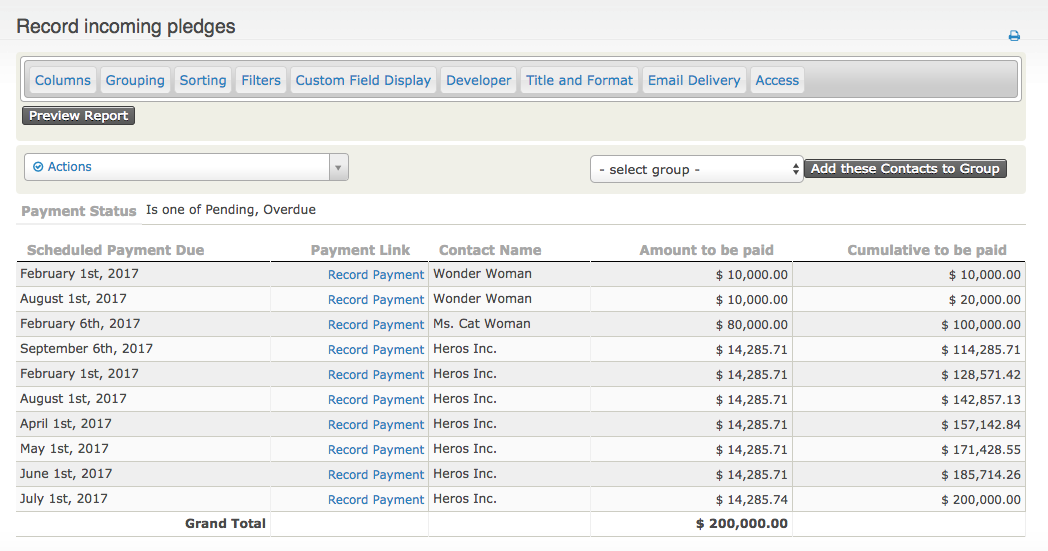 Record incoming pledges
Columns Grouping Sorting Filters Custom Field Display Developer Title and Format Email Delivery Access
Preview Report
Actions - select group - Add these Contacts to Group
Payment Status Is one of Pending, Overdue
Scheduled Payment Due Payment Link Contact Name Amount to be paid Cumulative to be paid
February 1st, 2017 Record Payment Wonder Woman $ 10,000.00 $ 10,000.00
August 1st, 2017 Record Payment Wonder Woman $ 10,000.00 $ 20,000.00
February 6th, 2017 Record Payment Ms. Cat Woman $ 80,000.00 $ 100,000.00
September 6th, 2017 Record Payment Heros Inc. $ 14,285.71 $ 114,285.71
February 1st, 2017 Record Payment Heros Inc. $ 14,285.71 $ 128,571.42
August 1st, 2017 Record Payment Heros Inc. $ 14,285.71 $ 142,857.13
April 1st, 2017 Record Payment Heros Inc. $ 14,285.71 $ 157,142.84
May 1st, 2017 Record Payment Heros Inc. $ 14,285.71 $ 171,428.55
June 1st, 2017 Record Payment Heros Inc. $ 14,285.71 $ 185,714.26
July 1st, 2017 Record Payment Heros Inc. $ 14,285.74 $ 200,000.00
Grand Total $ 200,000.00